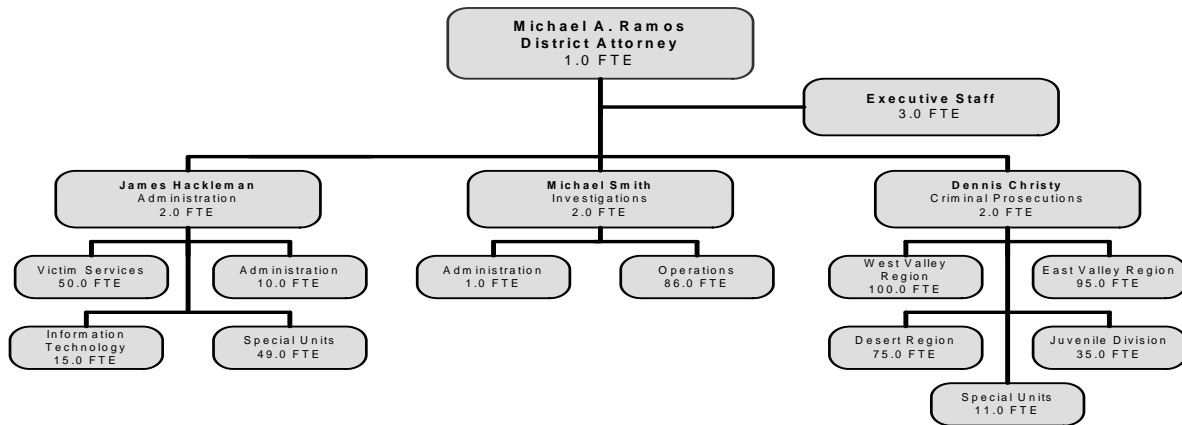 Michael A. Ramos
District Attorney
1.0 FTE
Executive Staff
3.0 FTE
James Hackleman
Administration
2.0 FTE
Michael Smith
Investigations
2.0 FTE
Dennis Christy
Criminal Prosecutions
2.0 FTE
Victim Services
50.0 FTE
Administration
10.0 FTE
Administration
1.0 FTE
Operations
86.0 FTE
West Valley
Region
100.0 FTE
East Valley Region
95.0 FTE
Information
Technology
15.0 FTE
Special Units
49.0 FTE
Desert Region
75.0 FTE
Juvenile Division
35.0 FTE
Special Units
11.0 FTE